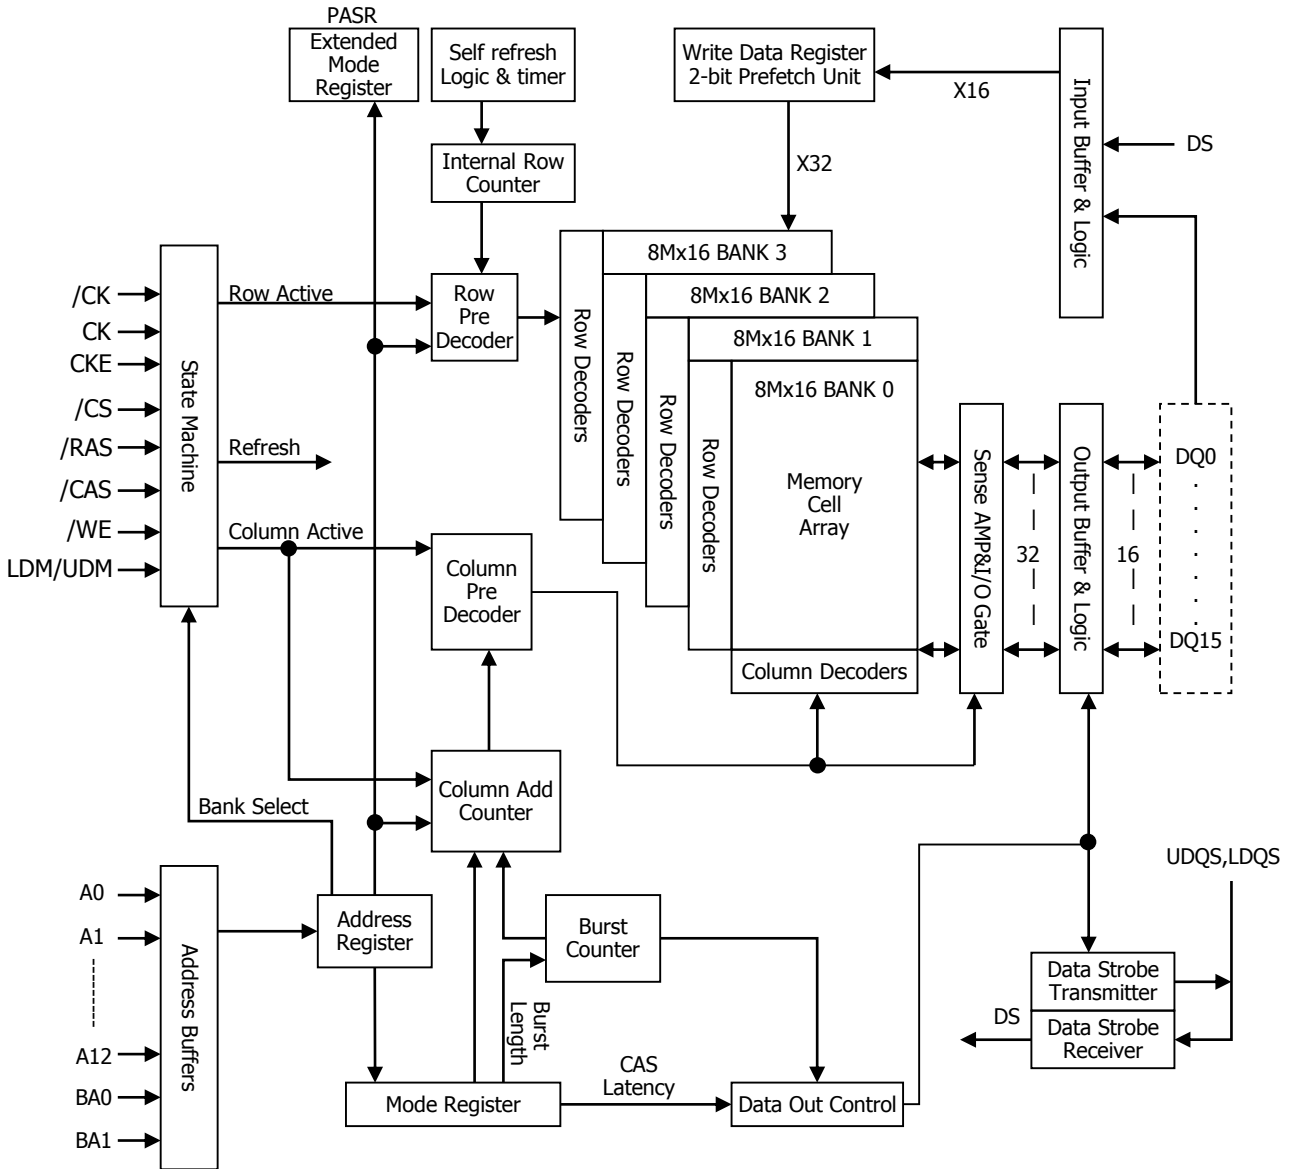 PASR
Extended
Mode
Register
Self refresh
Logic & timer
Write Data Register
2-bit Prefetch Unit
X16
Input Buffer & Logic
DS
Internal Row
Counter
X32
8Mx16 BANK 3
8Mx16 BANK 2
8Mx16 BANK 1
8Mx16 BANK 0
Row Decoders
Row Decoders
Row Decoders
Row Decoders
Memory
Cell
Array
Column Decoders
/CK
CK
CKE
/CS
/RAS
/CAS
/WE
LDM/UDM
State Machine
Row Active
Refresh
Column Active
Row
Pre
Decoder
Column
Pre
Decoder
Sense AMP&I/O Gate
32
Output Buffer & Logic
16
DQ0
DQ15
Bank Select
Column Add
Counter
A0
A1
A12
BA0
BA1
Address Buffers
Address
Register
Burst
Counter
Burst
Length
Mode Register
CAS
Latency
Data Out Control
UDQS,LDQS
Data Strobe
Transmitter
DS
Data Strobe
Receiver